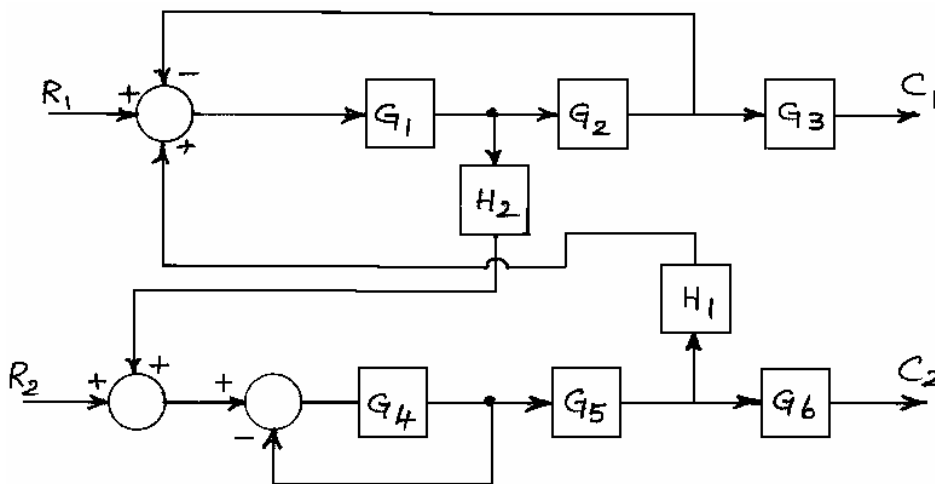 −
R₁ + G₁ G₂ G₃ C₁
+
H₂
H₁
R₂ + + + G₄ G₅ G₆ C₂
−